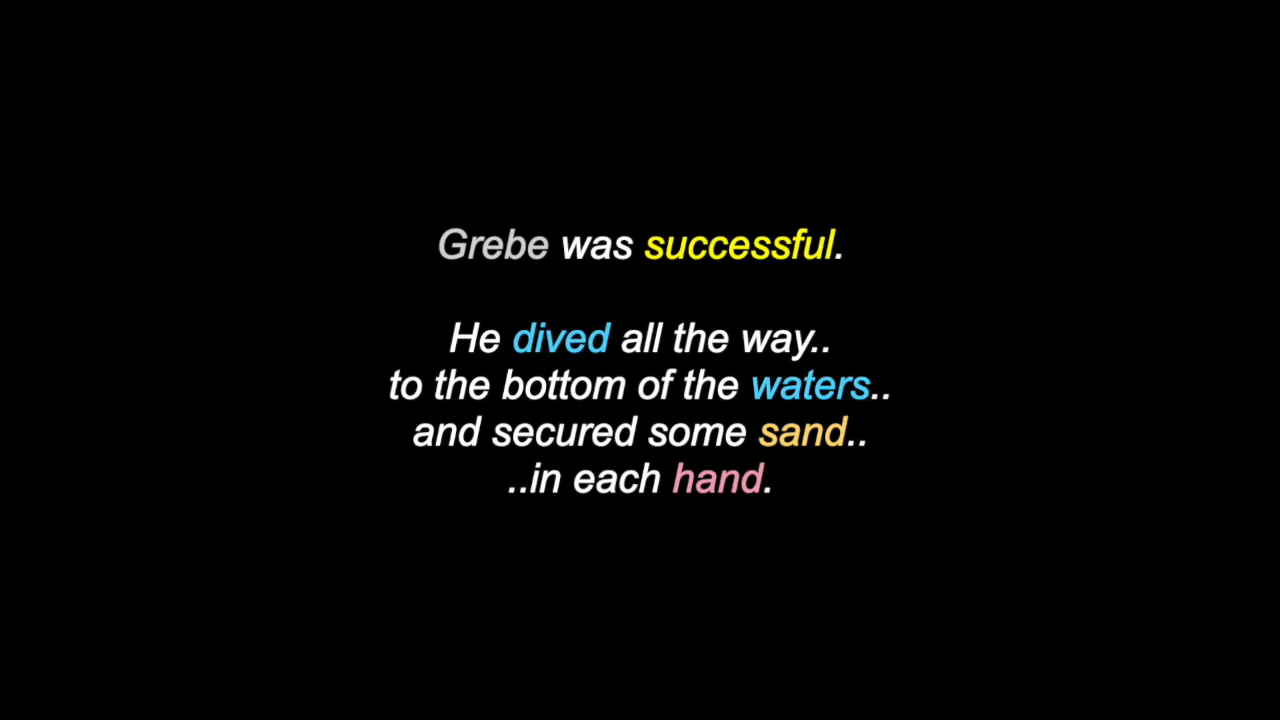 Grebe was successful.
He dived all the way..
to the bottom of the waters..
and secured some sand..
..in each hand.